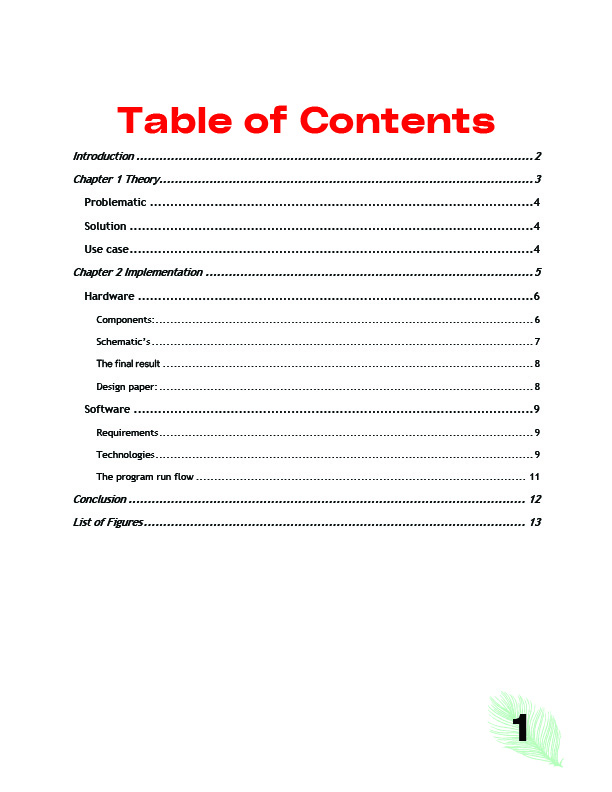 Table of Contents
Introduction ........................................................................................................ 2
Chapter 1 Theory.................................................................................................. 3
Problematic .....................................................................................................4
Solution ..........................................................................................................4
Use case..........................................................................................................4
Chapter 2 Implementation ...................................................................................... 5
Hardware ........................................................................................................6
Components:.................................................................................................... 6
Schematic’s..................................................................................................... 7
The final result ................................................................................................. 8
Design paper: ................................................................................................... 8
Software .........................................................................................................9
Requirements................................................................................................... 9
Technologies.................................................................................................... 9
The program run flow ........................................................................................ 11
Conclusion ........................................................................................................ 12
List of Figures.................................................................................................... 13
1